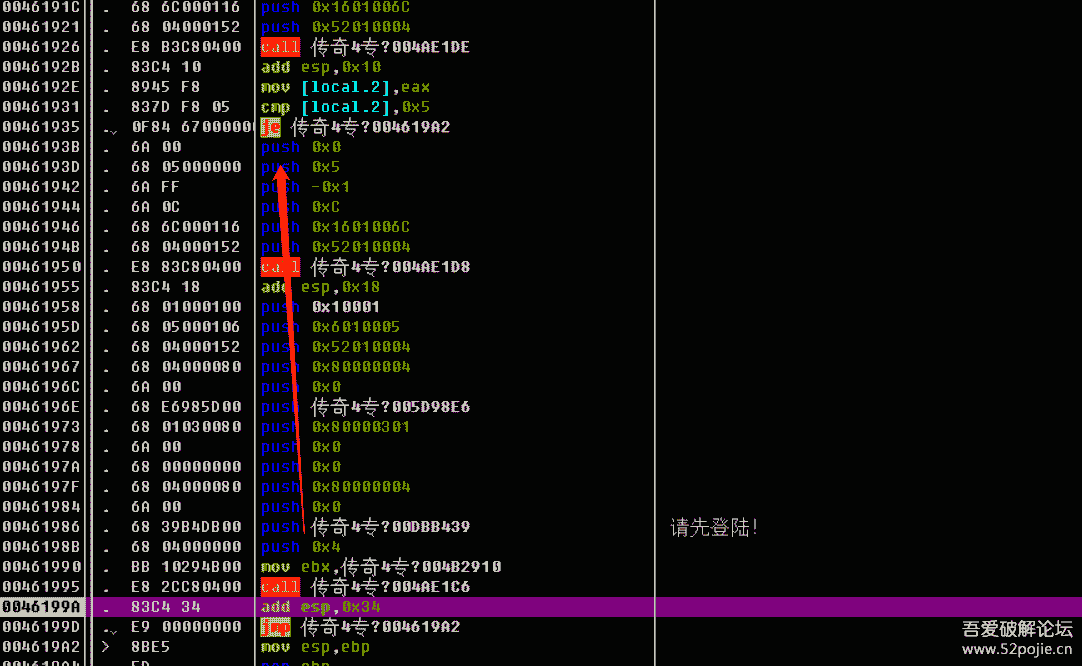 0046191C . 68 6C000116 push 0x1601006C
00461921 . 68 04000152 push 0x52010004
00461926 . E8 B3C80400 call 传奇4专?004AE1DE
0046192B . 83C4 10 add esp,0x10
0046192E . 8945 F8 mov [local.2],eax
00461931 . 837D F8 05 cmp [local.2],0x5
00461935 .v 0F84 67000000 je 传奇4专?004619A2
0046193B . 6A 00 push 0x0
0046193D . 68 05000000 push 0x5
00461942 . 6A FF push -0x1
00461944 . 6A 0C push 0xC
00461946 . 68 6C000116 push 0x1601006C
0046194B . 68 04000152 push 0x52010004
00461950 . E8 83C80400 call 传奇4专?004AE1D8
00461955 . 83C4 18 add esp,0x18
00461958 . 68 01000100 push 0x10001
0046195D . 68 05000106 push 0x6010005
00461962 . 68 04000152 push 0x52010004
00461967 . 68 04000080 push 0x80000004
0046196C . 6A 00 push 0x0
0046196E . 68 E6985D00 push 传奇4专?005D98E6
00461973 . 68 01030080 push 0x80000301
00461978 . 6A 00 push 0x0
0046197A . 68 00000000 push 0x0
0046197F . 68 04000080 push 0x80000004
00461984 . 6A 00 push 0x0
00461986 . 68 39B4DB00 push 传奇4专?00DBB439 请先登陆!
0046198B . 68 04000000 push 0x4
00461990 . BB 10294B00 mov ebx,传奇4专?004B2910
00461995 . E8 2CC80400 call 传奇4专?004AE1C6
0046199A . 83C4 34 add esp,0x34
0046199D .v E9 00000000 jmp 传奇4专?004619A2
004619A2 > 8BE5 mov esp,ebp
吾爱破解论坛
www.52pojie.cn